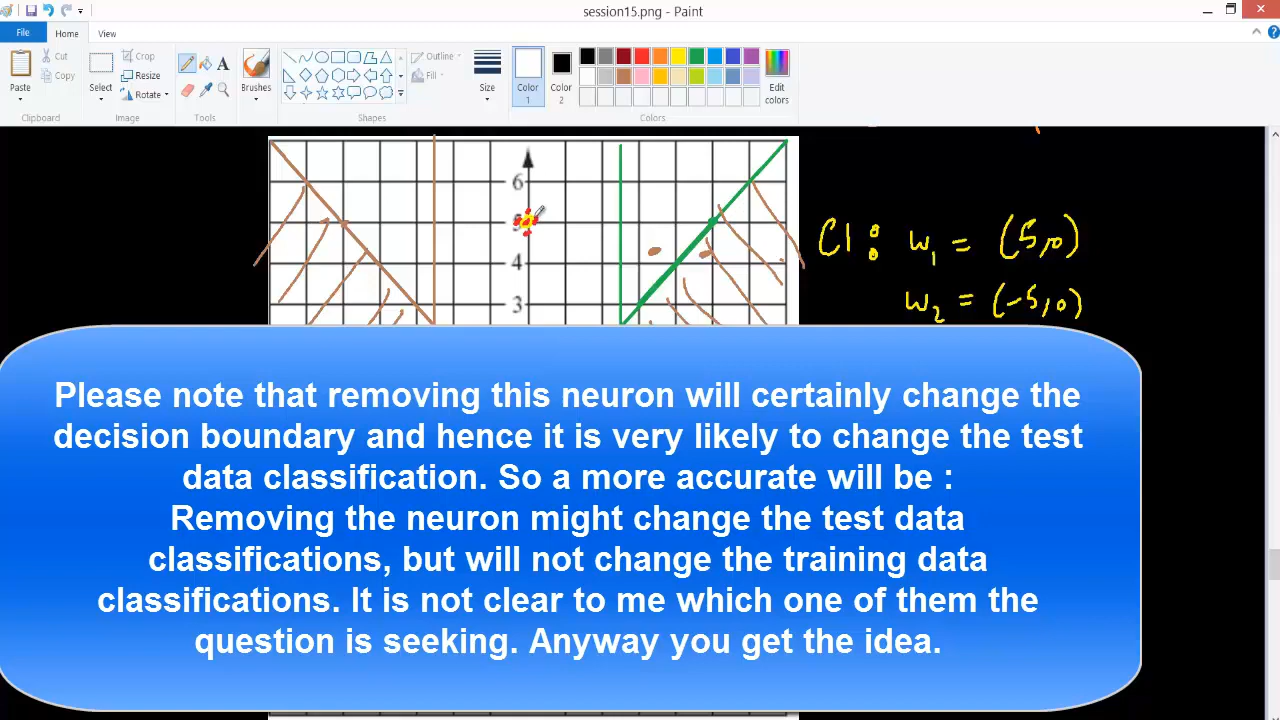 session15.png - Paint
File
Home
View
Cut
Copy
Paste
Clipboard
Crop
Resize
Rotate
Select
Image
A
Tools
Brushes
Outline
Fill
Shapes
Size
Color
1
Color
2
Edit
colors
Colors
6
5
4
3
C1 : w1 = (5,0)
w2 = (-5,0)
Please note that removing this neuron will certainly change the
decision boundary and hence it is very likely to change the test
data classification. So a more accurate will be :
Removing the neuron might change the test data
classifications, but will not change the training data
classifications. It is not clear to me which one of them the
question is seeking. Anyway you get the idea.